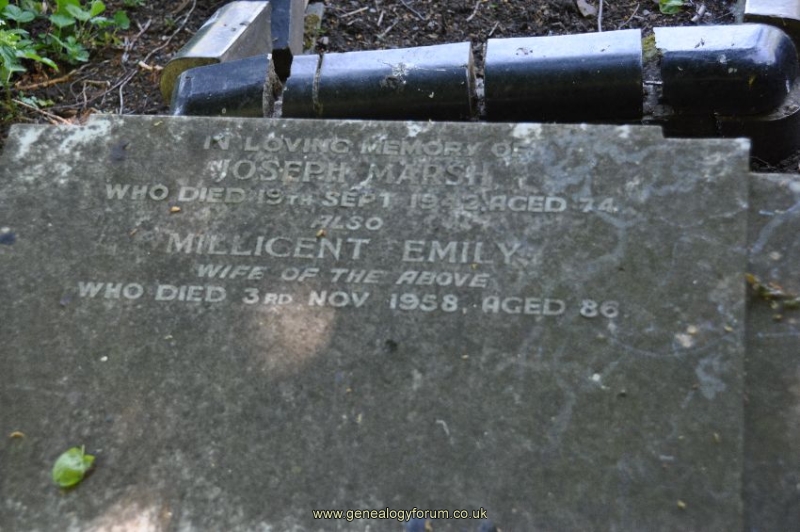 IN LOVING MEMORY OF
JOSEPH MARSH
WHO DIED 19TH SEPT 1942, AGED 74.
ALSO
MILLICENT EMILY,
WIFE OF THE ABOVE
WHO DIED 3RD NOV 1958, AGED 86.
www.genealogyforum.co.uk